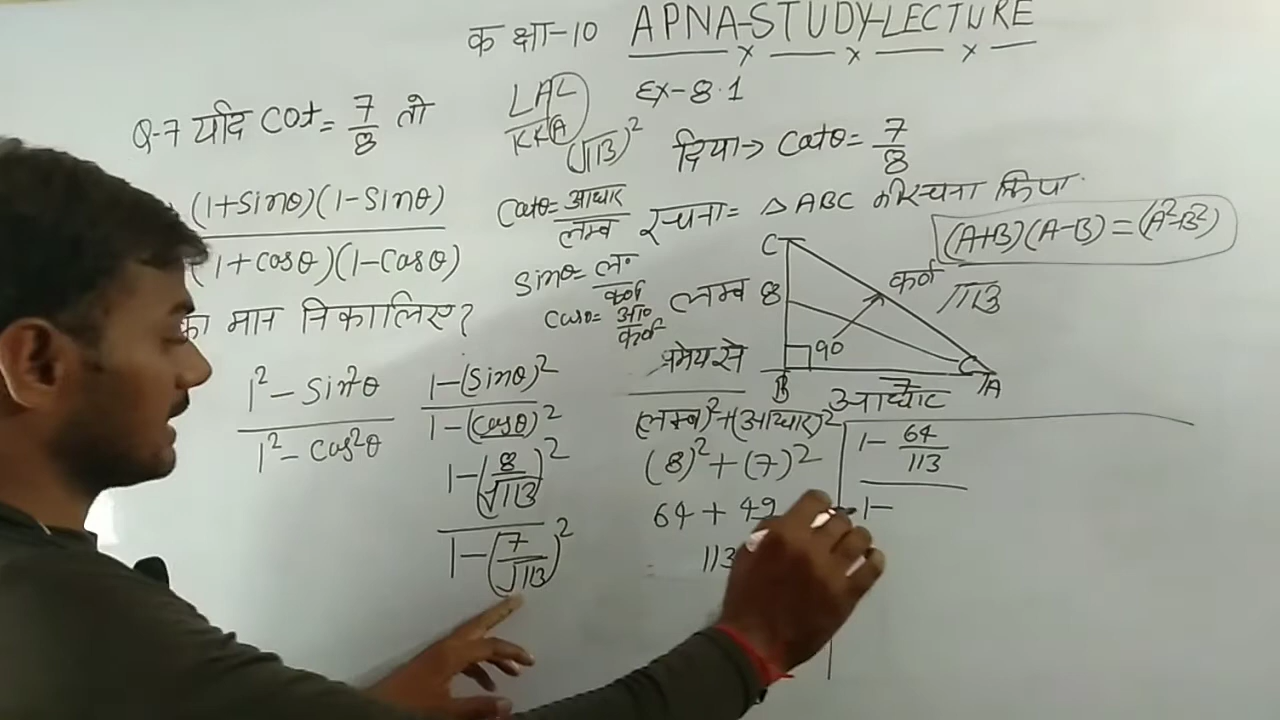 कक्षा-10 APNA-STUDY-LECTURE
Q-7 यदि cot = 7/8 तो
(1+Sinθ)(1-Sinθ)
(1+cosθ)(1-Cosθ)
का मान निकालिए?
1²-Sin²θ
1²-Cos²θ
LAL
KKA
(√113)²
Catθ= आधार
लम्ब
Sinθ= ल०
कर्ण
Casθ= आ०
कर्ण
1-(Sinθ)²
1-(Cosθ)²
1-(8/√113)²
1-(7/√113)²
Ex-8.1
दिया→ Catθ= 7/8
रचना= △ABC की रचना किया
(A+B)(A-B)=(A²-B²)
C
लम्ब 8
कर्ण
√113
90
B
A
प्रमेय से
(लम्ब)²+(आधार)²
(8)²+(7)²
64+49
113
1- 64/113
1-